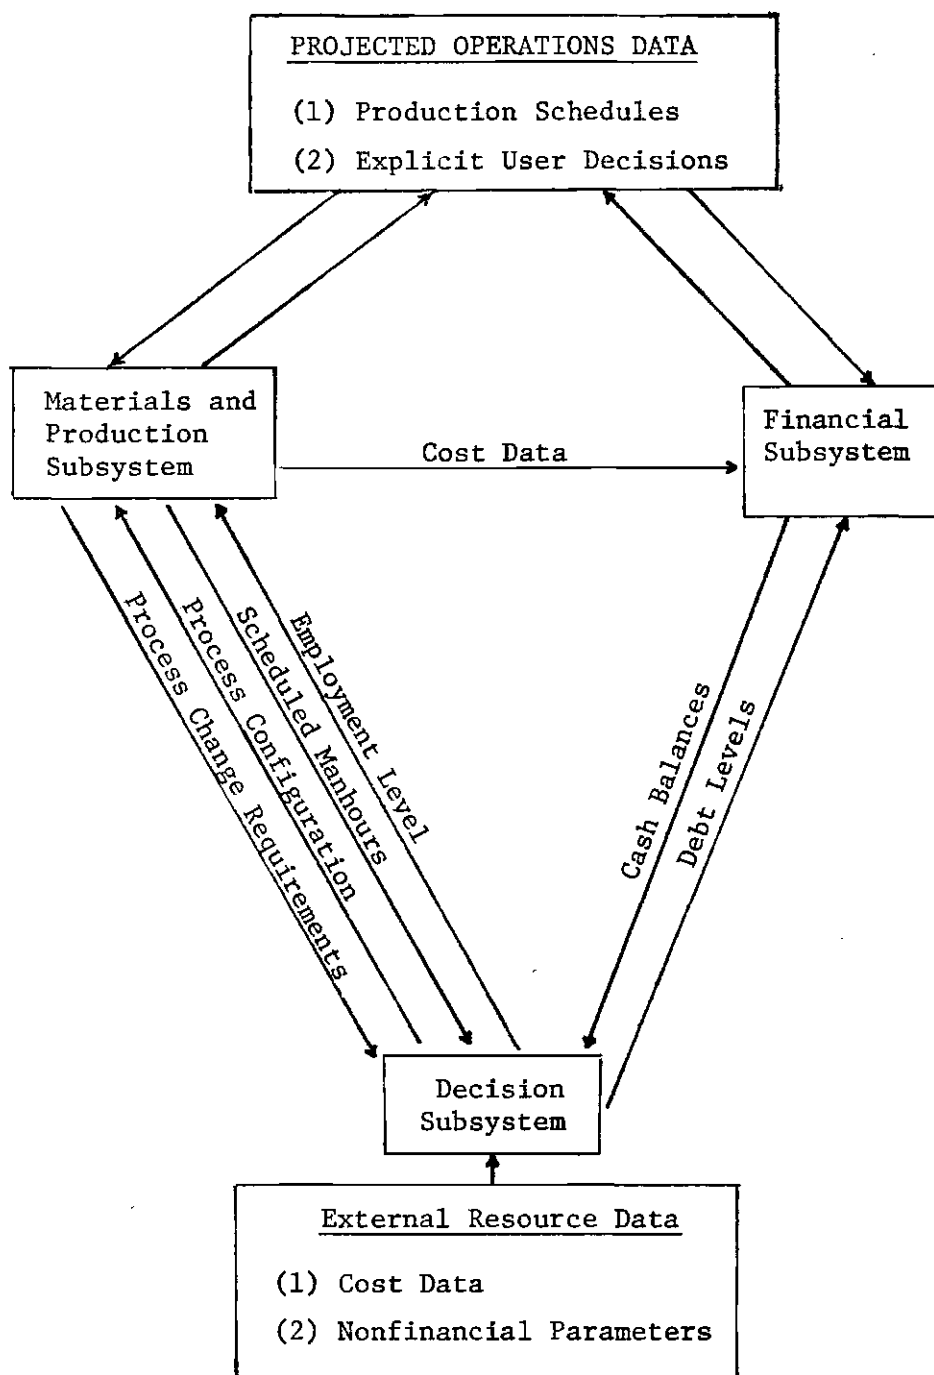 PROJECTED OPERATIONS DATA
(1) Production Schedules
(2) Explicit User Decisions
Materials and
Production
Subsystem
Cost Data
Financial
Subsystem
Process Change Requirements
Process Configuration
Scheduled Manhours
Employment Level
Cash Balances
Debt Levels
Decision
Subsystem
External Resource Data
(1) Cost Data
(2) Nonfinancial Parameters